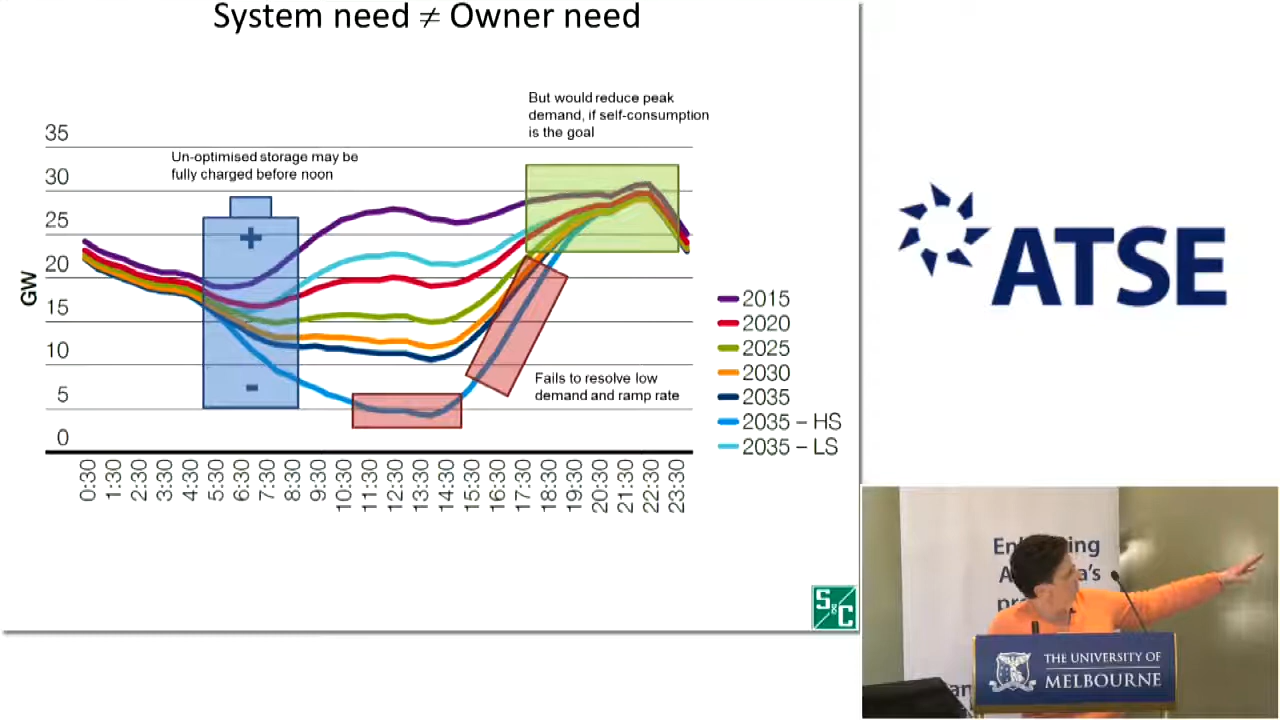 System need ≠ Owner need
But would reduce peak
demand, if self-consumption
is the goal
Un-optimised storage may be
fully charged before noon
35
30
25
20
15
10
5
0
GW
+
-
Fails to resolve low
demand and ramp rate
0:30
1:30
2:30
3:30
4:30
5:30
6:30
7:30
8:30
9:30
10:30
11:30
12:30
13:30
14:30
15:30
16:30
17:30
18:30
19:30
20:30
21:30
22:30
23:30
2015
2020
2025
2030
2035
2035 – HS
2035 – LS
S&C
ATSE
THE UNIVERSITY OF
MELBOURNE